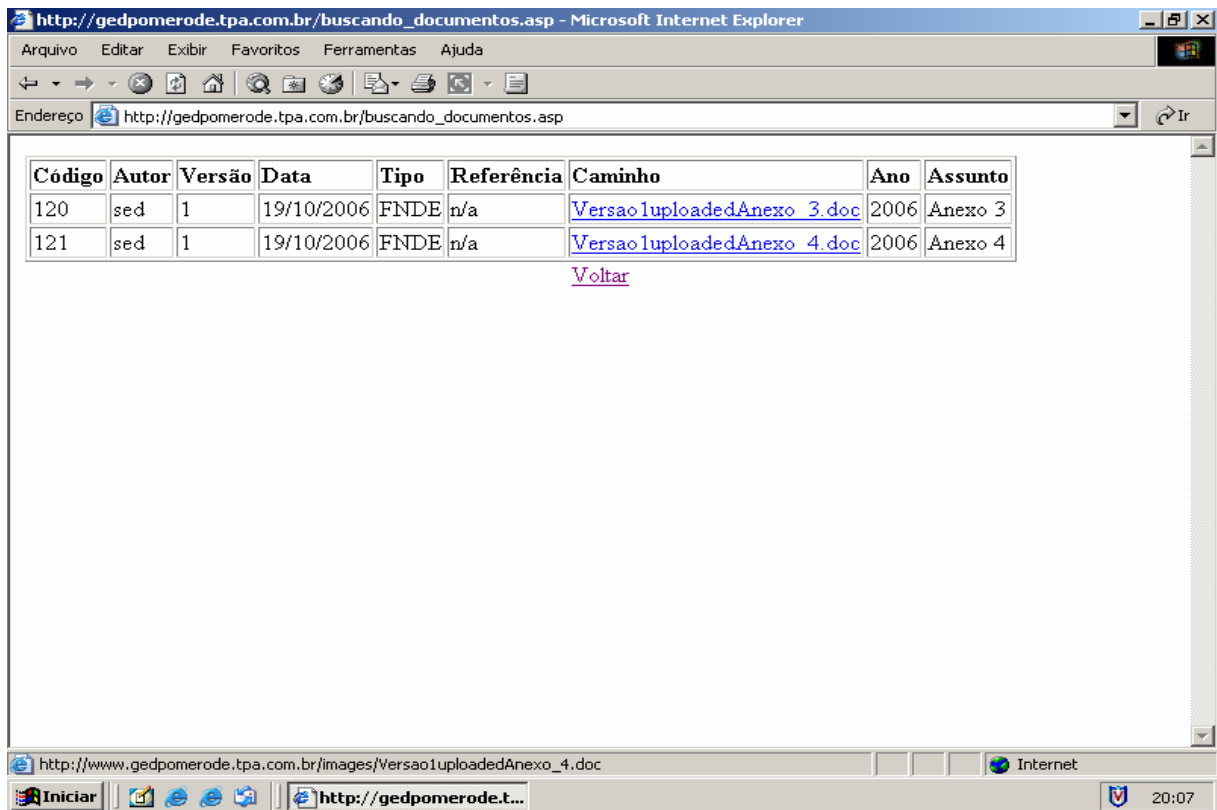 http://gedpomerode.tpa.com.br/buscando_documentos.asp - Microsoft Internet Explorer
Arquivo Editar Exibir Favoritos Ferramentas Ajuda
Endereço http://gedpomerode.tpa.com.br/buscando_documentos.asp Ir
Código Autor Versão Data Tipo Referência Caminho Ano Assunto
120 sed 1 19/10/2006 FNDE n/a Versao1uploadedAnexo_3.doc 2006 Anexo 3
121 sed 1 19/10/2006 FNDE n/a Versao1uploadedAnexo_4.doc 2006 Anexo 4
Voltar
http://www.gedpomerode.tpa.com.br/images/Versao1uploadedAnexo_4.doc Internet
Iniciar http://gedpomerode.t... 20:07